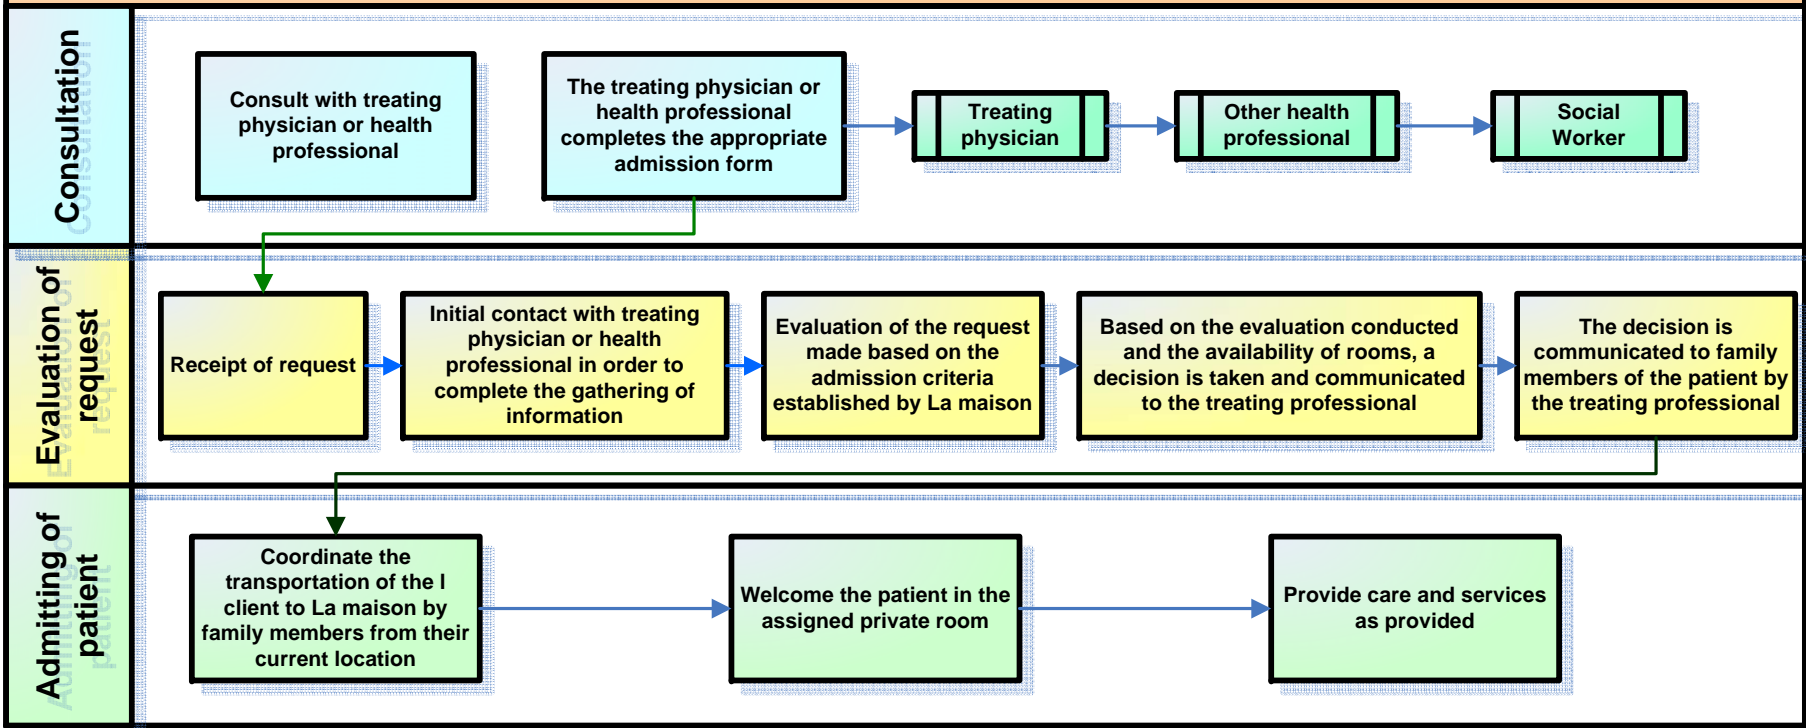 Consultation
Consult with treating
physician or health
professional
The treating physician or
health professional
completes the appropriate
admission form
Treating
physician
Other health
professional
Social
Worker
Evaluation of
request
Receipt of request
Initial contact with treating
physician or health
professional in order to
complete the gathering of
information
Evaluation of the request
made based on the
admission criteria
established by La maison
Based on the evaluation conducted
and the availability of rooms, a
decision is taken and communicated
to the treating professional
The decision is
communicated to family
members of the patient by
the treating professional
Admitting of
patient
Coordinate the
transportation of the l
client to La maison by
family members from their
current location
Welcome the patient in the
assigned private room
Provide care and services
as provided